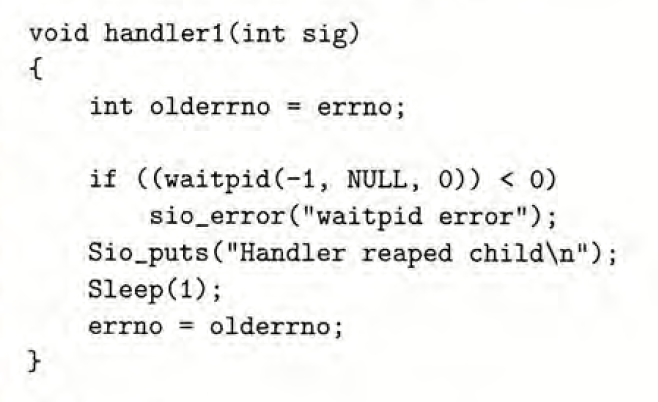 void handler1(int sig)
{
    int olderrno = errno;

    if ((waitpid(-1, NULL, 0)) < 0)
        sio_error("waitpid error");
    Sio_puts("Handler reaped child\n");
    Sleep(1);
    errno = olderrno;
}